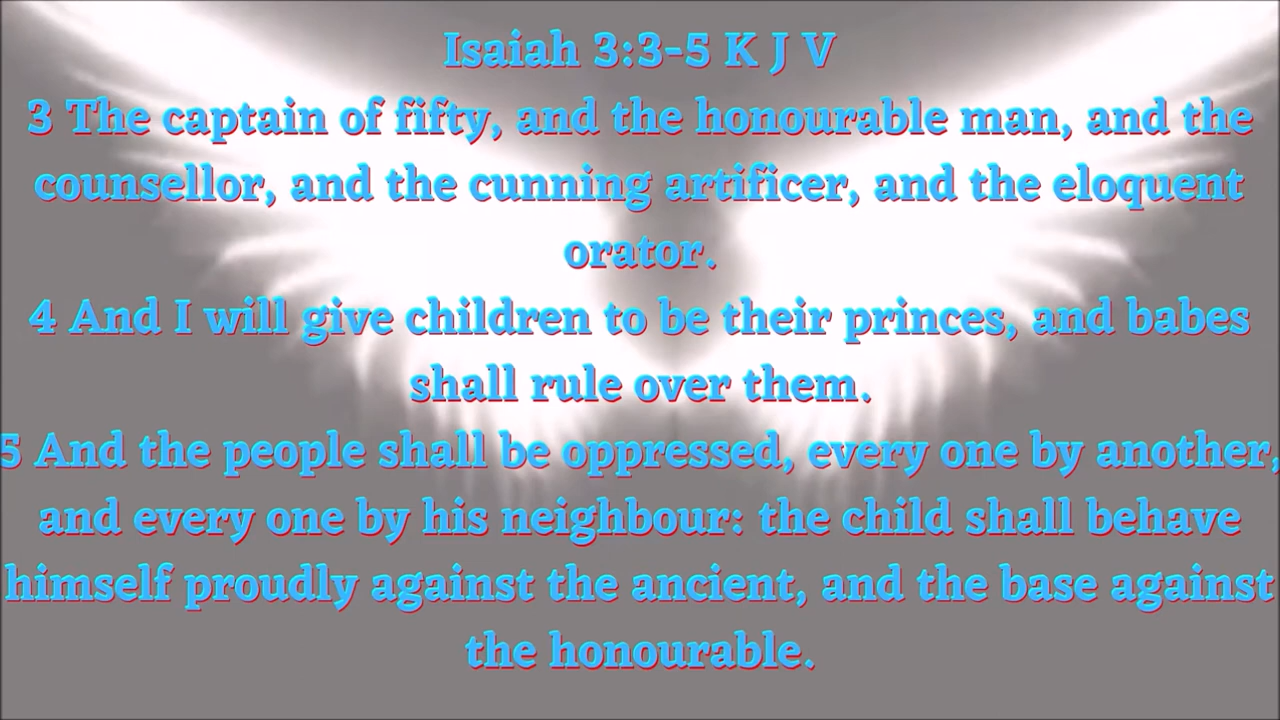 Isaiah 3:3-5 K J V
3 The captain of fifty, and the honourable man, and the
counsellor, and the cunning artificer, and the eloquent
orator.
4 And I will give children to be their princes, and babes
shall rule over them.
5 And the people shall be oppressed, every one by another,
and every one by his neighbour: the child shall behave
himself proudly against the ancient, and the base against
the honourable.